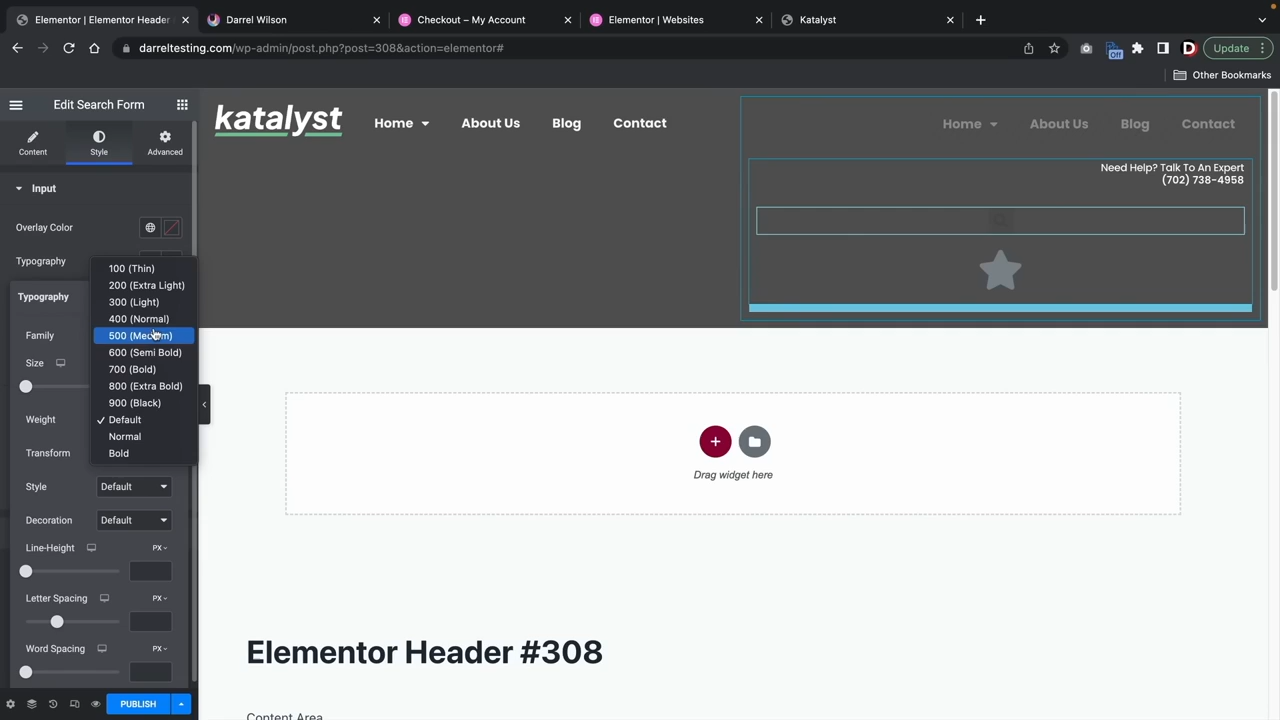 Elementor | Elementor Header
Darrel Wilson
Checkout – My Account
Elementor | Websites
Katalyst
darreltesting.com/wp-admin/post.php?post=308&action=elementor#
Off
D
Update
Other Bookmarks
Edit Search Form
Content
Style
Advanced
Input
Overlay Color
Typography
Typography
Family
Size
Weight
Transform
100 (Thin)
200 (Extra Light)
300 (Light)
400 (Normal)
500 (Medium)
600 (Semi Bold)
700 (Bold)
800 (Extra Bold)
900 (Black)
✓ Default
Normal
Bold
Style
Default
Decoration
Default
Line-Height
PX
Letter Spacing
PX
Word Spacing
PX
PUBLISH
katalyst
Home
About Us
Blog
Contact
Home
About Us
Blog
Contact
Need Help? Talk To An Expert
(702) 738-4958
Drag widget here
Elementor Header #308
Content Area